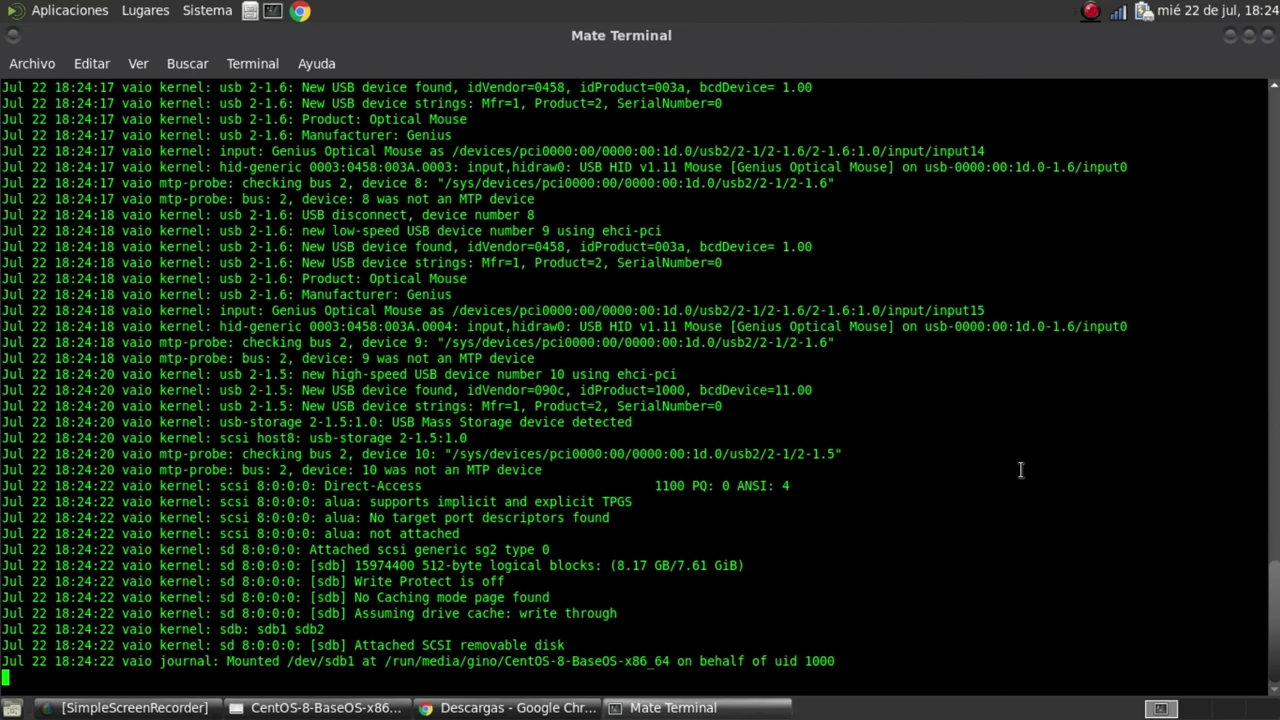 Aplicaciones Lugares Sistema mié 22 de jul, 18:24
Mate Terminal
Archivo Editar Ver Buscar Terminal Ayuda
Jul 22 18:24:17 vaio kernel: usb 2-1.6: New USB device found, idVendor=0458, idProduct=003a, bcdDevice= 1.00
Jul 22 18:24:17 vaio kernel: usb 2-1.6: New USB device strings: Mfr=1, Product=2, SerialNumber=0
Jul 22 18:24:17 vaio kernel: usb 2-1.6: Product: Optical Mouse
Jul 22 18:24:17 vaio kernel: usb 2-1.6: Manufacturer: Genius
Jul 22 18:24:17 vaio kernel: input: Genius Optical Mouse as /devices/pci0000:00/0000:00:1d.0/usb2/2-1/2-1.6/2-1.6:1.0/input/input14
Jul 22 18:24:17 vaio kernel: hid-generic 0003:0458:003A.0003: input,hidraw0: USB HID v1.11 Mouse [Genius Optical Mouse] on usb-0000:00:1d.0-1.6/input0
Jul 22 18:24:17 vaio mtp-probe: checking bus 2, device 8: "/sys/devices/pci0000:00/0000:00:1d.0/usb2/2-1/2-1.6"
Jul 22 18:24:17 vaio mtp-probe: bus: 2, device: 8 was not an MTP device
Jul 22 18:24:18 vaio kernel: usb 2-1.6: USB disconnect, device number 8
Jul 22 18:24:18 vaio kernel: usb 2-1.6: new low-speed USB device number 9 using ehci-pci
Jul 22 18:24:18 vaio kernel: usb 2-1.6: New USB device found, idVendor=0458, idProduct=003a, bcdDevice= 1.00
Jul 22 18:24:18 vaio kernel: usb 2-1.6: New USB device strings: Mfr=1, Product=2, SerialNumber=0
Jul 22 18:24:18 vaio kernel: usb 2-1.6: Product: Optical Mouse
Jul 22 18:24:18 vaio kernel: usb 2-1.6: Manufacturer: Genius
Jul 22 18:24:18 vaio kernel: input: Genius Optical Mouse as /devices/pci0000:00/0000:00:1d.0/usb2/2-1/2-1.6/2-1.6:1.0/input/input15
Jul 22 18:24:18 vaio kernel: hid-generic 0003:0458:003A.0004: input,hidraw0: USB HID v1.11 Mouse [Genius Optical Mouse] on usb-0000:00:1d.0-1.6/input0
Jul 22 18:24:18 vaio mtp-probe: checking bus 2, device 9: "/sys/devices/pci0000:00/0000:00:1d.0/usb2/2-1/2-1.6"
Jul 22 18:24:18 vaio mtp-probe: bus: 2, device: 9 was not an MTP device
Jul 22 18:24:20 vaio kernel: usb 2-1.5: new high-speed USB device number 10 using ehci-pci
Jul 22 18:24:20 vaio kernel: usb 2-1.5: New USB device found, idVendor=090c, idProduct=1000, bcdDevice=11.00
Jul 22 18:24:20 vaio kernel: usb 2-1.5: New USB device strings: Mfr=1, Product=2, SerialNumber=0
Jul 22 18:24:20 vaio kernel: usb-storage 2-1.5:1.0: USB Mass Storage device detected
Jul 22 18:24:20 vaio kernel: scsi host8: usb-storage 2-1.5:1.0
Jul 22 18:24:20 vaio mtp-probe: checking bus 2, device 10: "/sys/devices/pci0000:00/0000:00:1d.0/usb2/2-1/2-1.5"
Jul 22 18:24:20 vaio mtp-probe: bus: 2, device: 10 was not an MTP device
Jul 22 18:24:22 vaio kernel: scsi 8:0:0:0: Direct-Access 1100 PQ: 0 ANSI: 4
Jul 22 18:24:22 vaio kernel: scsi 8:0:0:0: alua: supports implicit and explicit TPGS
Jul 22 18:24:22 vaio kernel: scsi 8:0:0:0: alua: No target port descriptors found
Jul 22 18:24:22 vaio kernel: scsi 8:0:0:0: alua: not attached
Jul 22 18:24:22 vaio kernel: sd 8:0:0:0: Attached scsi generic sg2 type 0
Jul 22 18:24:22 vaio kernel: sd 8:0:0:0: [sdb] 15974400 512-byte logical blocks: (8.17 GB/7.61 GiB)
Jul 22 18:24:22 vaio kernel: sd 8:0:0:0: [sdb] Write Protect is off
Jul 22 18:24:22 vaio kernel: sd 8:0:0:0: [sdb] No Caching mode page found
Jul 22 18:24:22 vaio kernel: sd 8:0:0:0: [sdb] Assuming drive cache: write through
Jul 22 18:24:22 vaio kernel: sdb: sdb1 sdb2
Jul 22 18:24:22 vaio kernel: sd 8:0:0:0: [sdb] Attached SCSI removable disk
Jul 22 18:24:22 vaio journal: Mounted /dev/sdb1 at /run/media/gino/CentOS-8-BaseOS-x86_64 on behalf of uid 1000
[SimpleScreenRecorder] CentOS-8-BaseOS-x86... Descargas - Google Chr... Mate Terminal